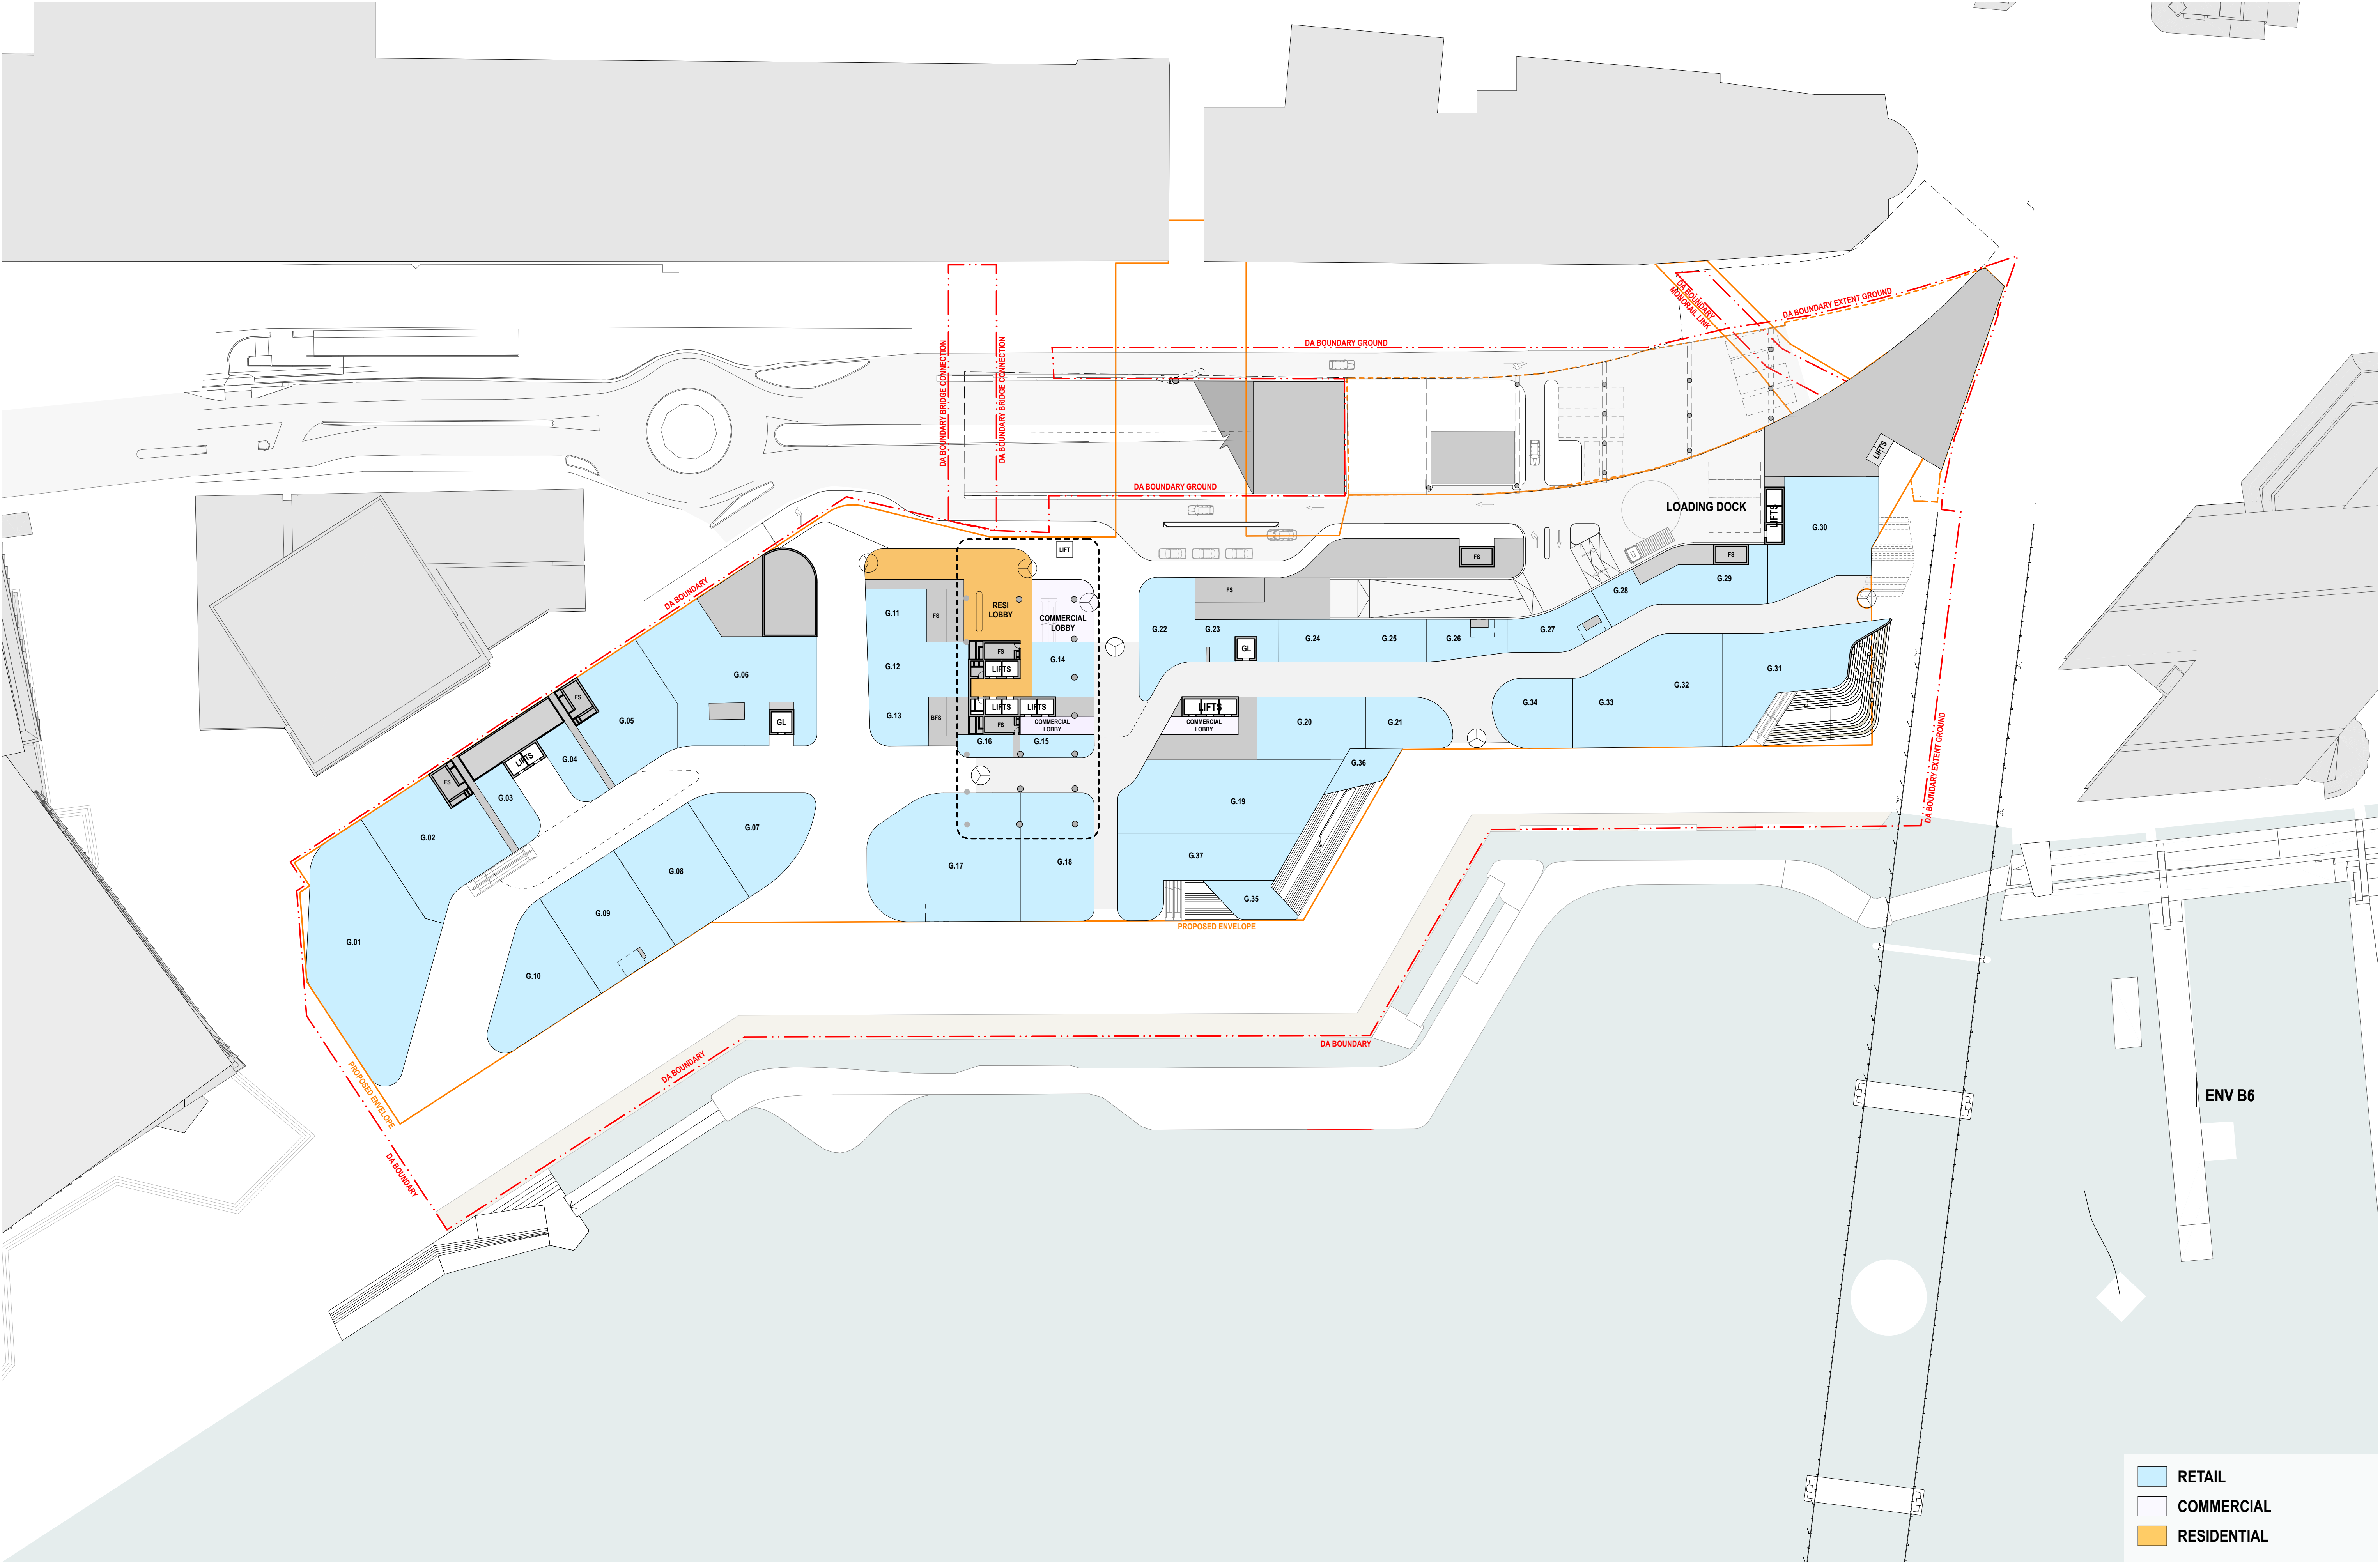 DA BOUNDARY
MONORAIL LINK
DA BOUNDARY EXTENT GROUND
DA BOUNDARY GROUND
DA BOUNDARY BRIDGE CONNECTION
DA BOUNDARY BRIDGE CONNECTION
DA BOUNDARY GROUND
LIFTS
LOADING DOCK
LIFTS
G.30
LIFT
FS
FS
DA BOUNDARY
G.29
G.28
FS
RESI
LOBBY
COMMERCIAL
LOBBY
G.11
FS
G.22
G.23
G.24
G.25
G.26
G.27
GL
FS
G.14
G.12
LIFTS
G.31
G.06
G.32
G.05
FS
G.34
G.33
LIFTS
LIFTS
LIFTS
G.13
BFS
FS
COMMERCIAL
LOBBY
COMMERCIAL
LOBBY
G.20
G.21
GL
G.16
G.15
G.04
LIFTS
G.36
DA BOUNDARY EXTENT GROUND
FS
G.03
G.19
G.02
G.07
G.37
G.17
G.18
G.08
G.35
G.09
PROPOSED ENVELOPE
G.01
G.10
DA BOUNDARY
DA BOUNDARY
PROPOSED ENVELOPE
ENV B6
DA BOUNDARY
RETAIL
COMMERCIAL
RESIDENTIAL